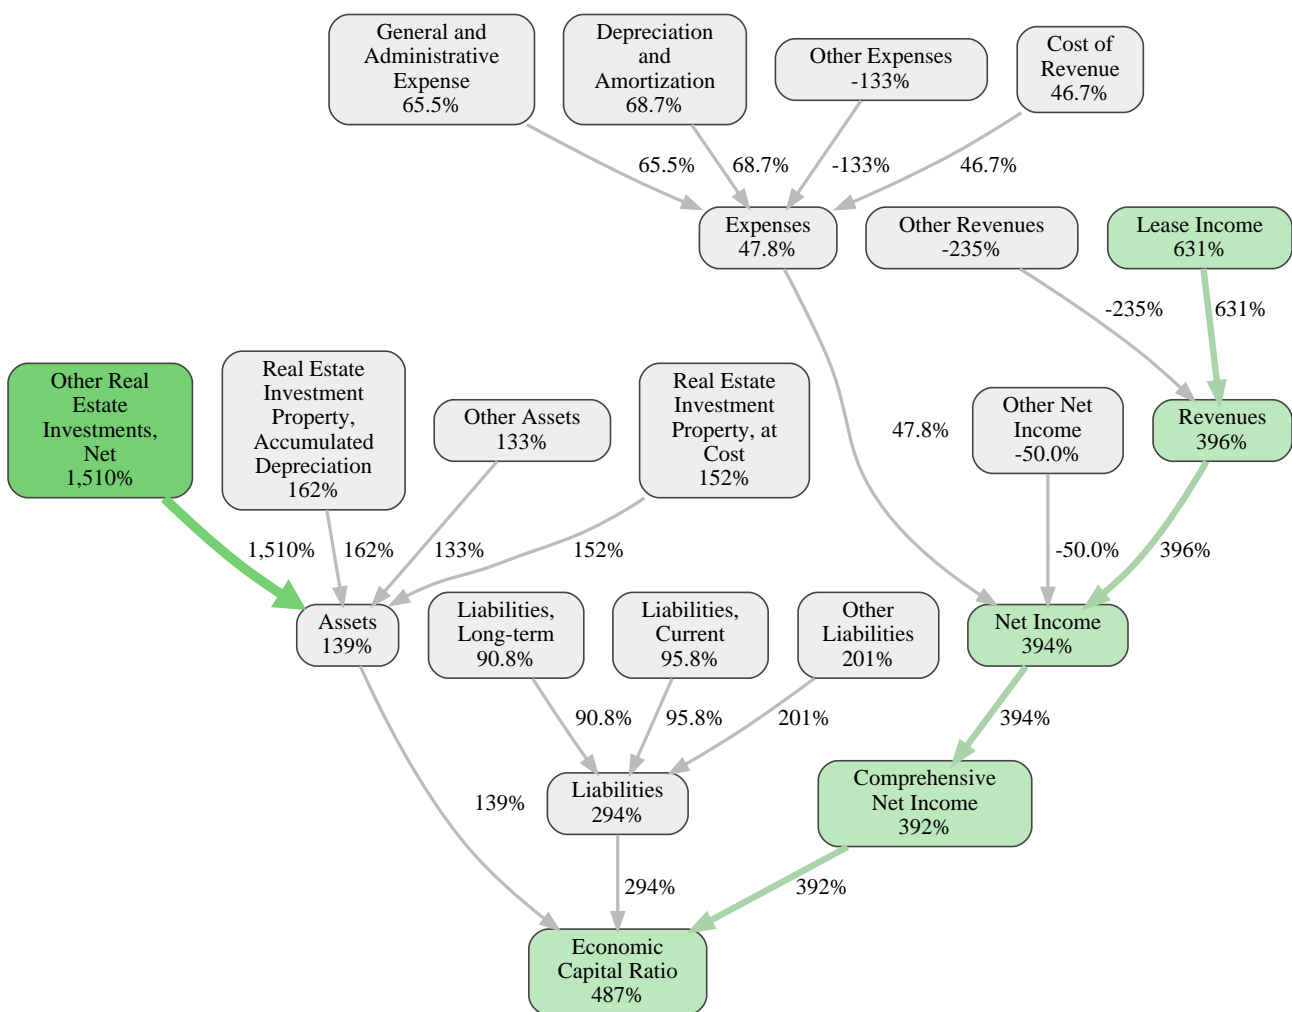 General and
Administrative
Expense
65.5%
Depreciation
and
Amortization
68.7%
Other Expenses
-133%
Cost of
Revenue
46.7%
65.5%
68.7%
-133%
46.7%
Expenses
47.8%
Other Revenues
-235%
Lease Income
631%
-235%
631%
Other Real
Estate
Investments,
Net
1,510%
Real Estate
Investment
Property,
Accumulated
Depreciation
162%
Other Assets
133%
Real Estate
Investment
Property, at
Cost
152%
47.8%
Other Net
Income
-50.0%
Revenues
396%
1,510%
162%
133%
152%
-50.0%
396%
Assets
139%
Liabilities,
Long-term
90.8%
Liabilities,
Current
95.8%
Other
Liabilities
201%
Net Income
394%
90.8%
95.8%
201%
394%
139%
Liabilities
294%
Comprehensive
Net Income
392%
294%
392%
Economic
Capital Ratio
487%